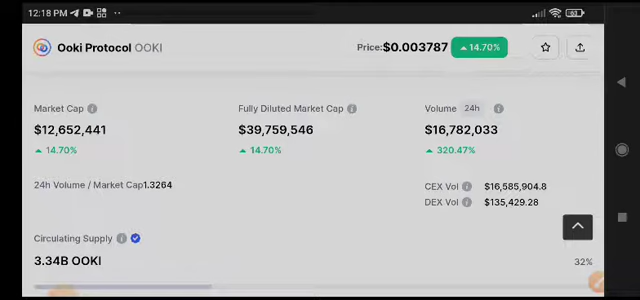 12:18 PM
63
Ooki Protocol OOKI Price:$0.003787 14.70%
Market Cap Fully Diluted Market Cap Volume 24h
$12,652,441 $39,759,546 $16,782,033
14.70% 14.70% 320.47%
24h Volume / Market Cap1.3264
CEX Vol $16,585,904.8
DEX Vol $135,429.28
Circulating Supply
3.34B OOKI 32%